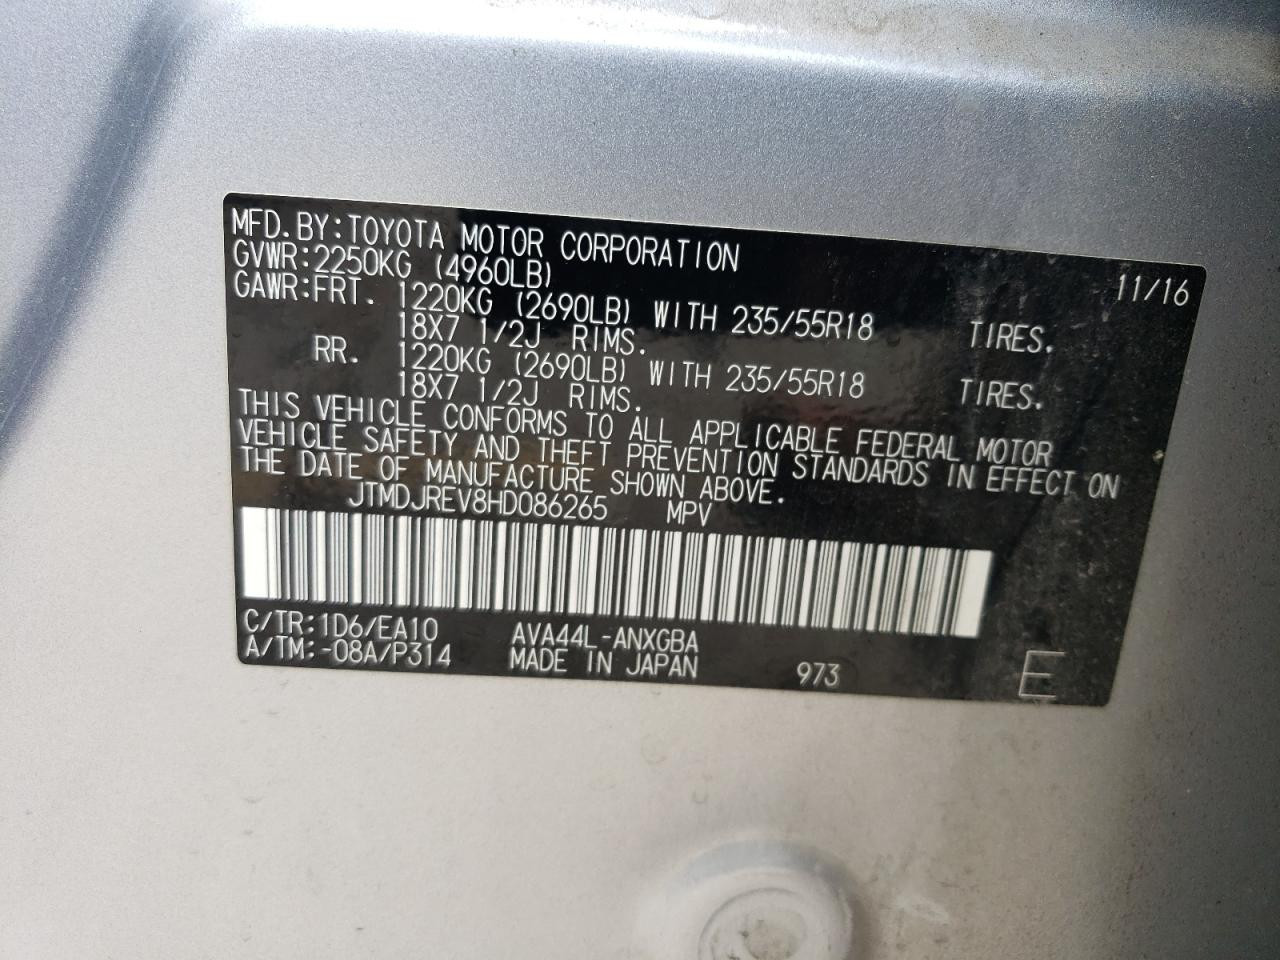 MFD.BY:TOYOTA MOTOR CORPORATION 11/16
GVWR:2250KG (4960LB)
GAWR:FRT. 1220KG (2690LB) WITH 235/55R18 TIRES.
18X7 1/2J RIMS.
RR. 1220KG (2690LB) WITH 235/55R18 TIRES.
18X7 1/2J RIMS.
THIS VEHICLE CONFORMS TO ALL APPLICABLE FEDERAL MOTOR
VEHICLE SAFETY AND THEFT PREVENTION STANDARDS IN EFFECT ON
THE DATE OF MANUFACTURE SHOWN ABOVE.
JTMDJREV8HD086265 MPV
C/TR:1D6/EA10 AVA44L-ANXGBA
A/TM:-08A/P314 MADE IN JAPAN 973 E